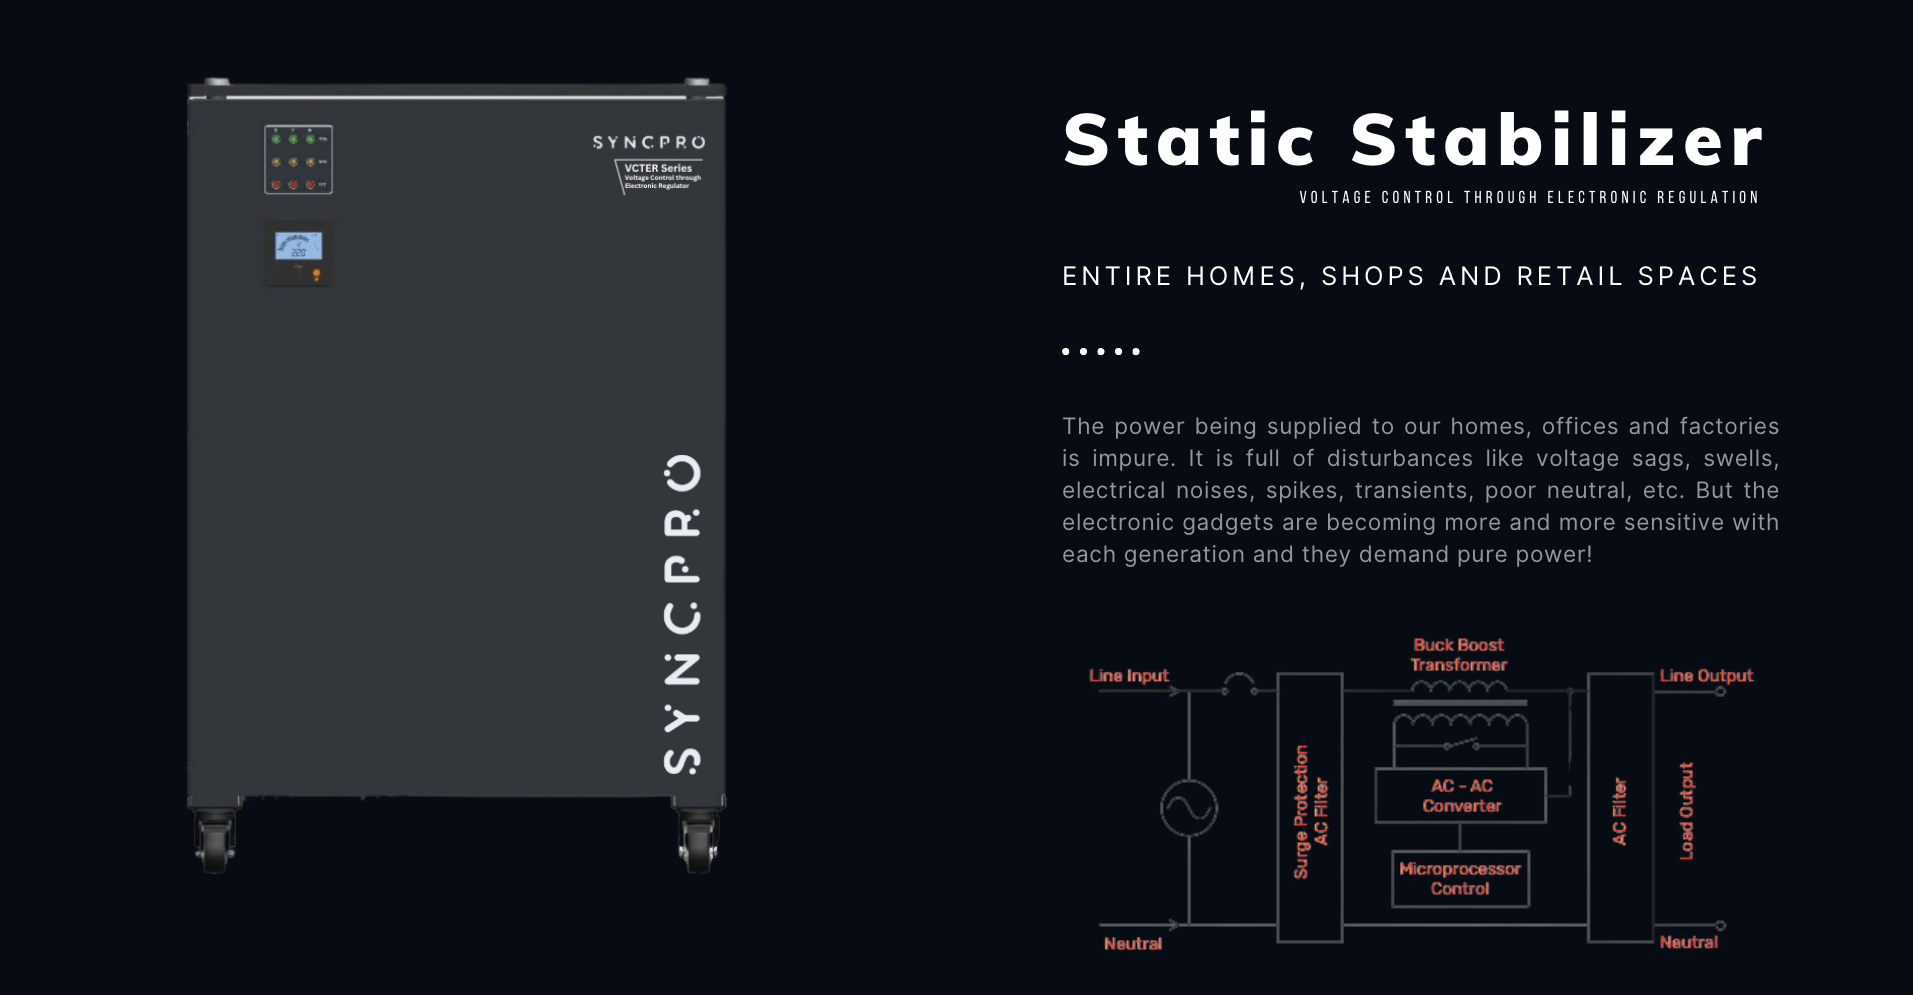 SYNCPRO
VCTER Series
Voltage Control through
Electronic Regulator
220
SYNCPRO
Static Stabilizer
VOLTAGE CONTROL THROUGH ELECTRONIC REGULATION
ENTIRE HOMES, SHOPS AND RETAIL SPACES
The power being supplied to our homes, offices and factories
is impure. It is full of disturbances like voltage sags, swells,
electrical noises, spikes, transients, poor neutral, etc. But the
electronic gadgets are becoming more and more sensitive with
each generation and they demand pure power!
Buck Boost
Transformer
Line Input
Line Output
Surge Protection
AC Filter
AC - AC
Converter
Microprocessor
Control
AC Filter
Load Output
Neutral
Neutral